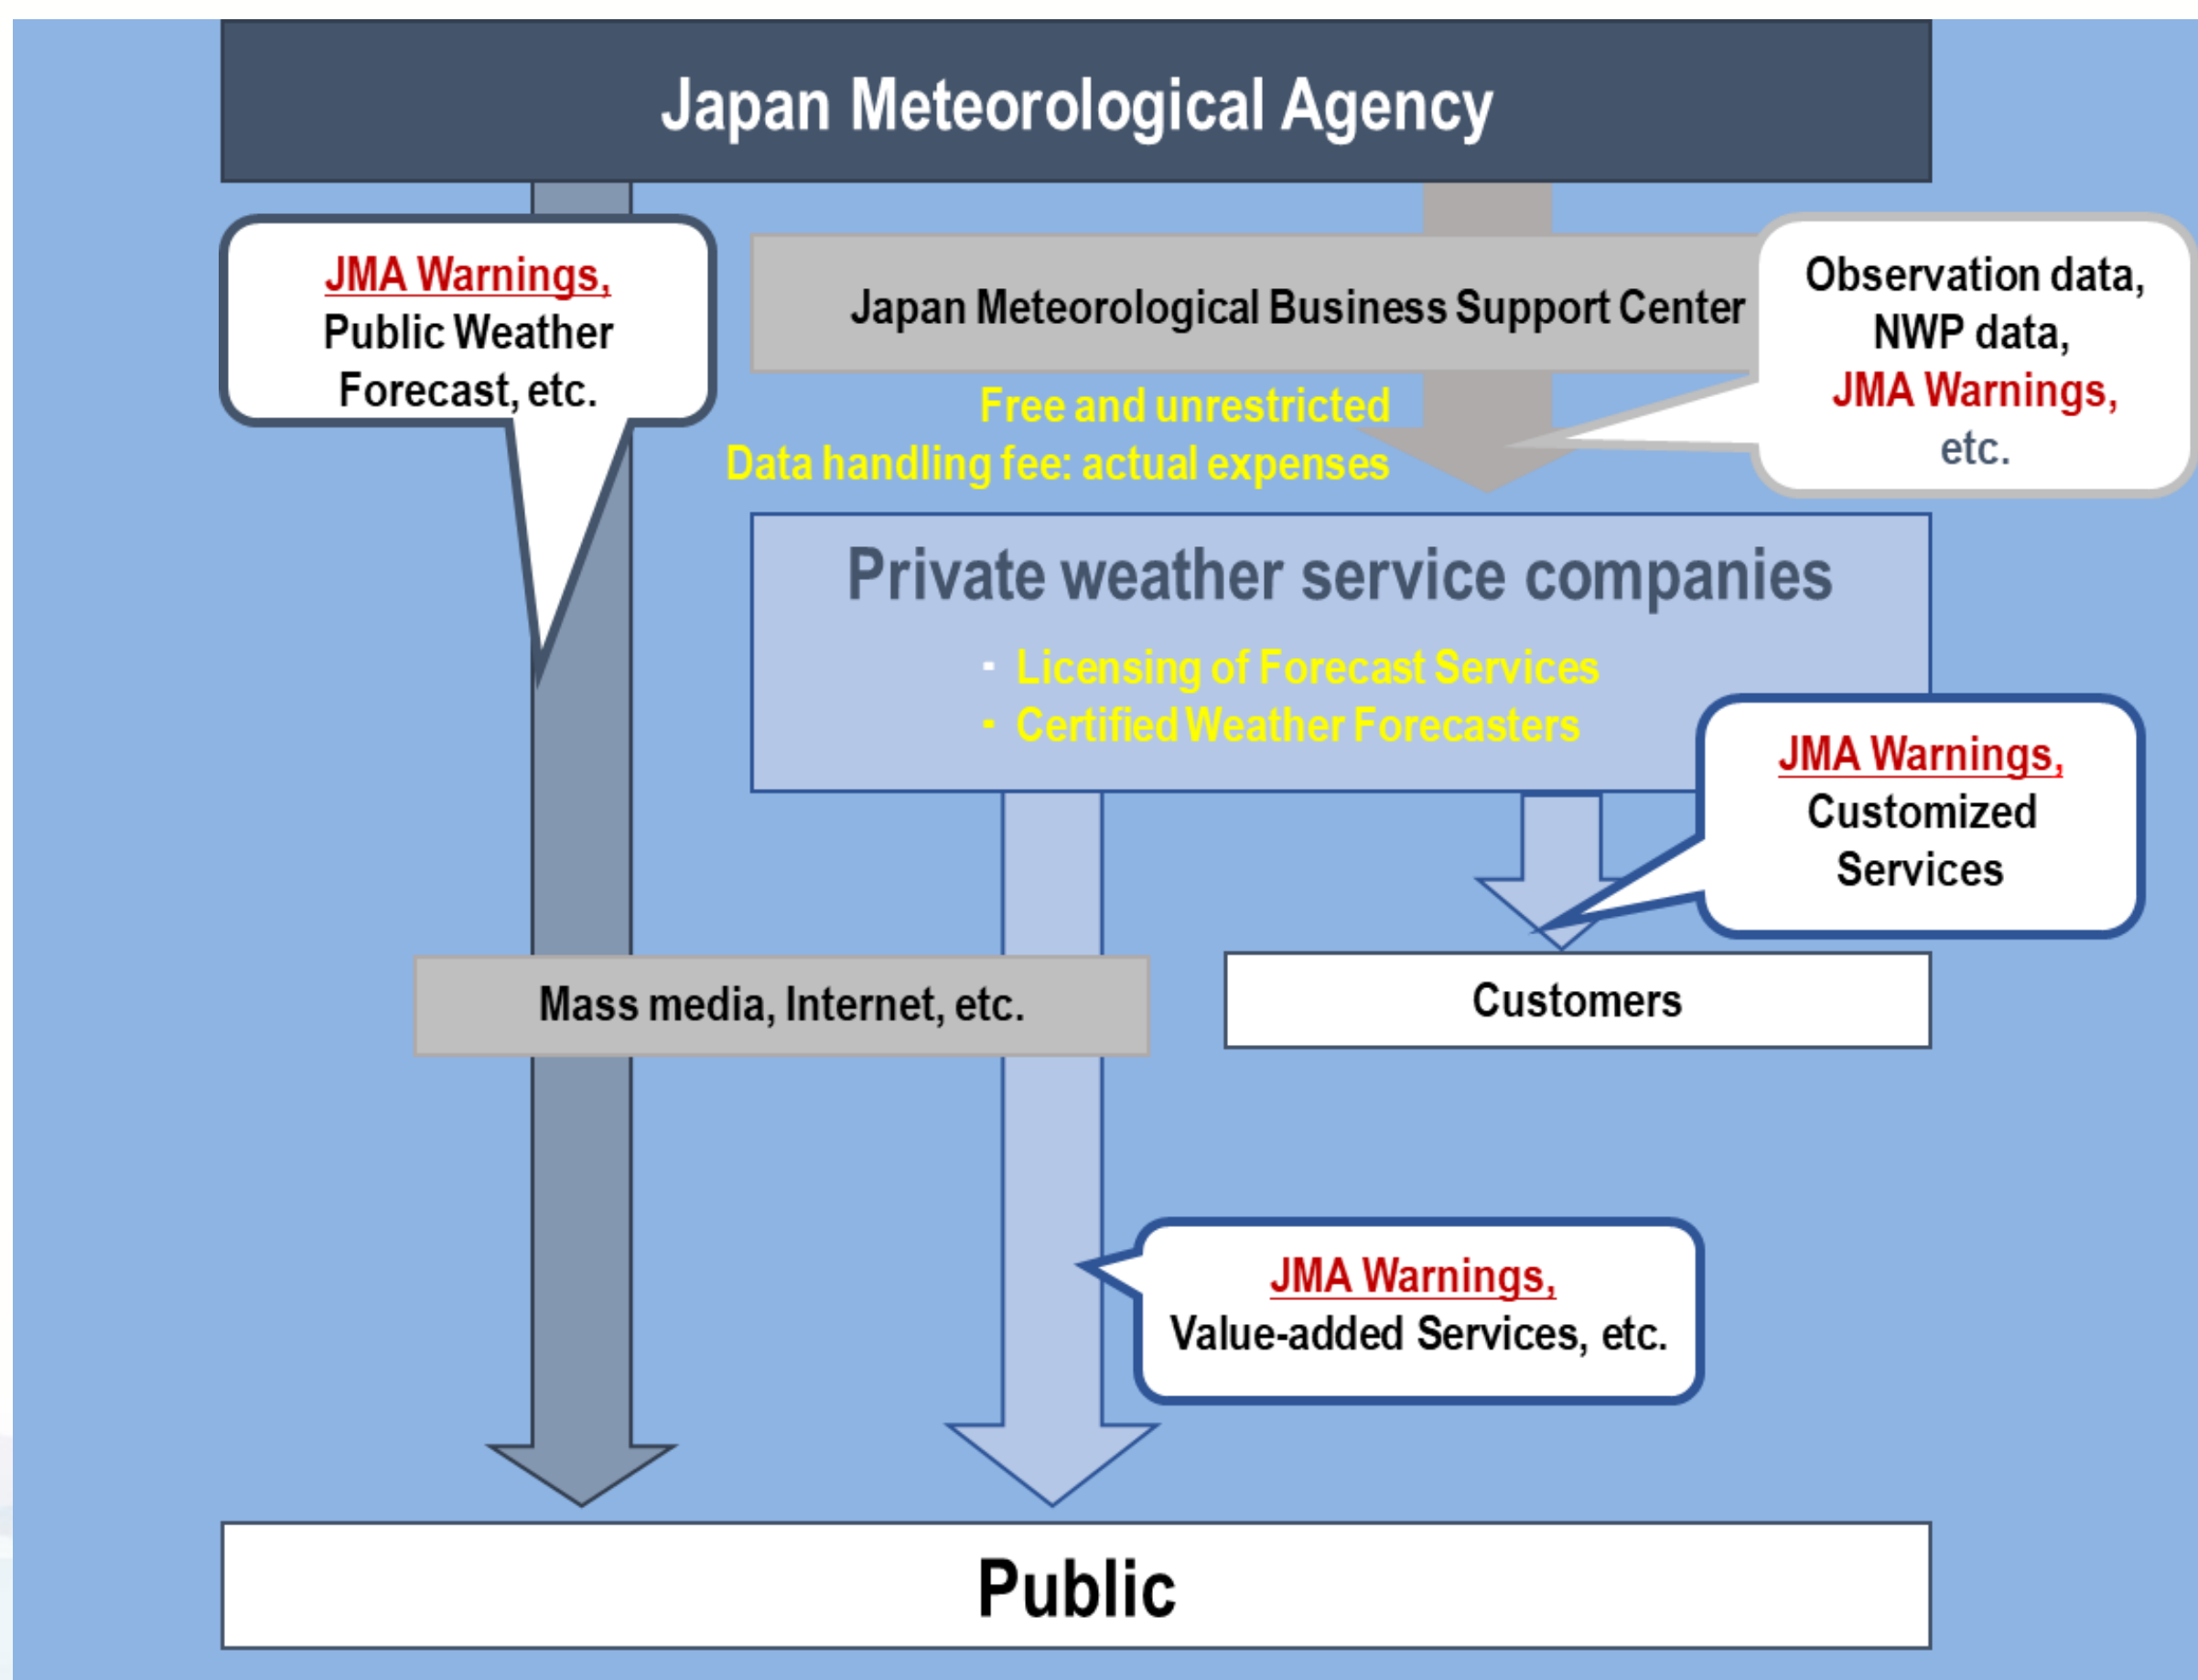 Japan Meteorological Agency
JMA Warnings,
Public Weather
Forecast, etc.
Japan Meteorological Business Support Center
Observation data,
NWP data,
JMA Warnings,
etc.
Free and unrestricted
Data handling fee: actual expenses
Private weather service companies
- Licensing of Forecast Services
- Certified Weather Forecasters
JMA Warnings,
Customized
Services
Mass media, Internet, etc.
Customers
JMA Warnings,
Value-added Services, etc.
Public